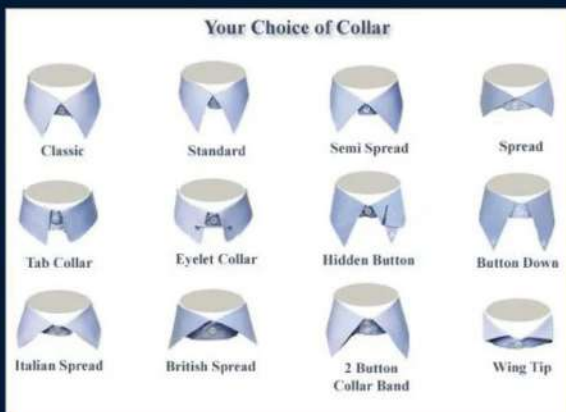 Your Choice of Collar
Classic
Standard
Semi Spread
Spread
Tab Collar
Eyelet Collar
Hidden Button
Button Down
Italian Spread
British Spread
2 Button
Collar Band
Wing Tip